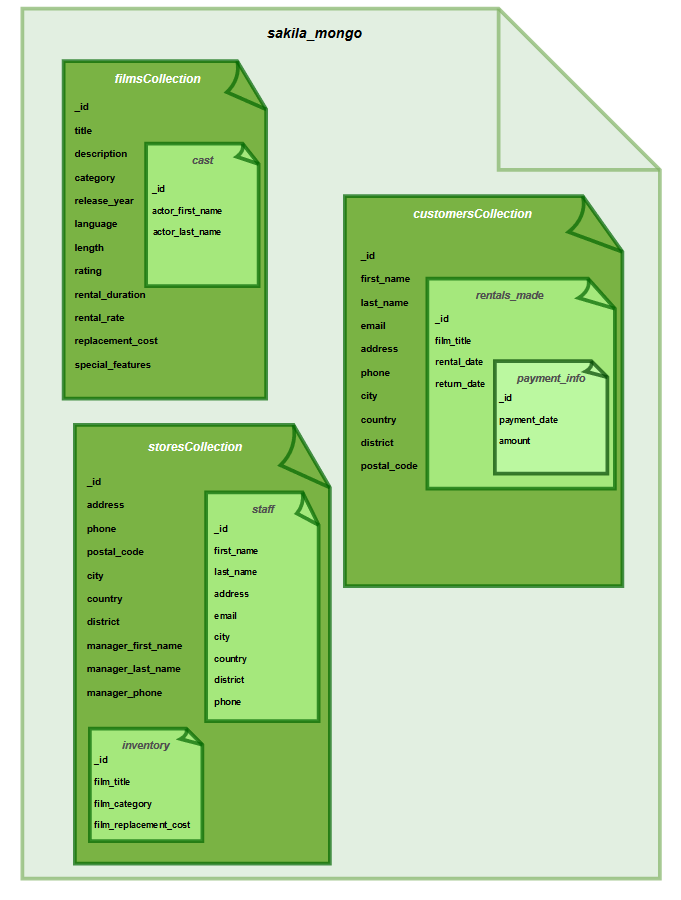 sakila_mongo
filmsCollection
_id
title
description
category
release_year
language
length
rating
rental_duration
rental_rate
replacement_cost
special_features
cast
_id
actor_first_name
actor_last_name
customersCollection
_id
first_name
last_name
email
address
phone
city
country
district
postal_code
rentals_made
_id
film_title
rental_date
return_date
payment_info
_id
payment_date
amount
storesCollection
_id
address
phone
postal_code
city
country
district
manager_first_name
manager_last_name
manager_phone
staff
_id
first_name
last_name
address
email
city
country
district
phone
inventory
_id
film_title
film_category
film_replacement_cost